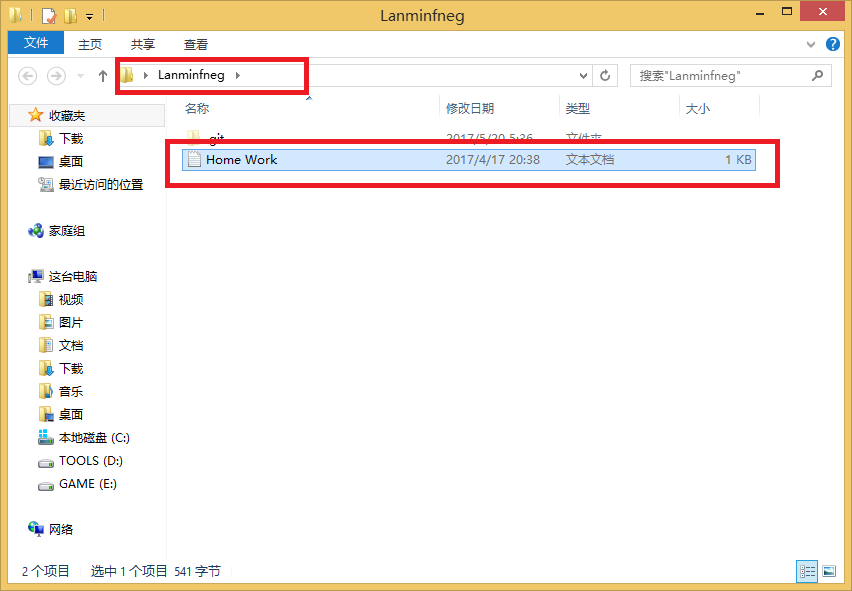 Lanminfneg
文件 主页 共享 查看
Lanminfneg 搜索"Lanminfneg"
名称 修改日期 类型 大小
.git 2017/5/20 5:36 文件夹
Home Work 2017/4/17 20:38 文本文档 1 KB
收藏夹
下载
桌面
最近访问的位置
家庭组
这台电脑
视频
图片
文档
下载
音乐
桌面
本地磁盘 (C:)
TOOLS (D:)
GAME (E:)
网络
2 个项目 选中 1 个项目 541 字节